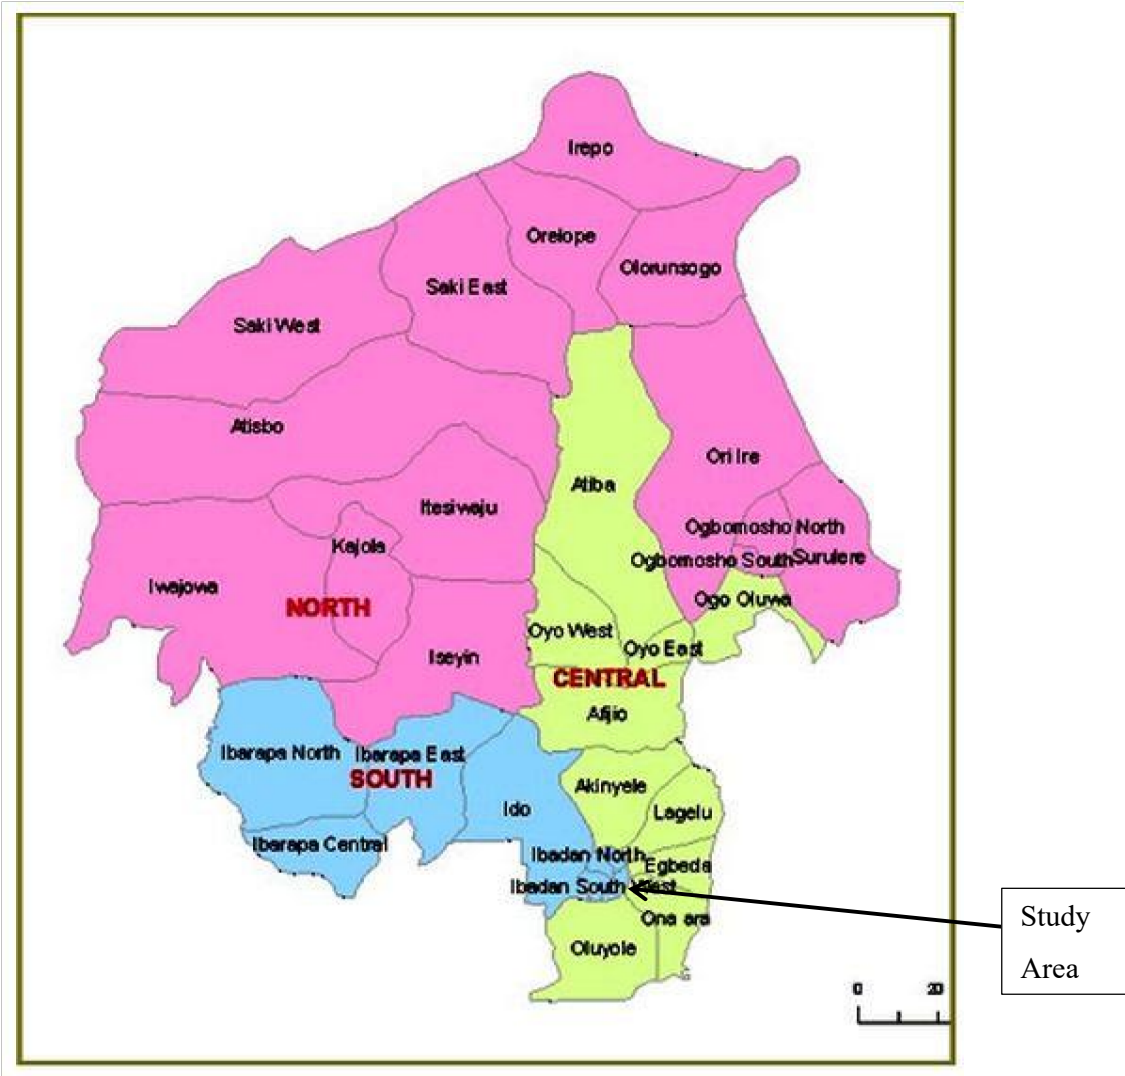 Irepo
Orelope
Olorunsogo
Saki East
Saki West
Atisbo
Ori Ire
Atiba
Itesiwaju
Ogbomosho North
Kajola
Ogbomosho South
Surulere
Iwajowa
NORTH
Ogo Oluwa
Oyo West
Oyo East
Iseyin
CENTRAL
Afijio
Ibarapa North
Ibarapa East
SOUTH
Akinyele
Ido
Lagelu
Ibarapa Central
Ibadan North
Egbeda
Ibadan South West
Ona ara
Oluyole
Study
Area
0 20